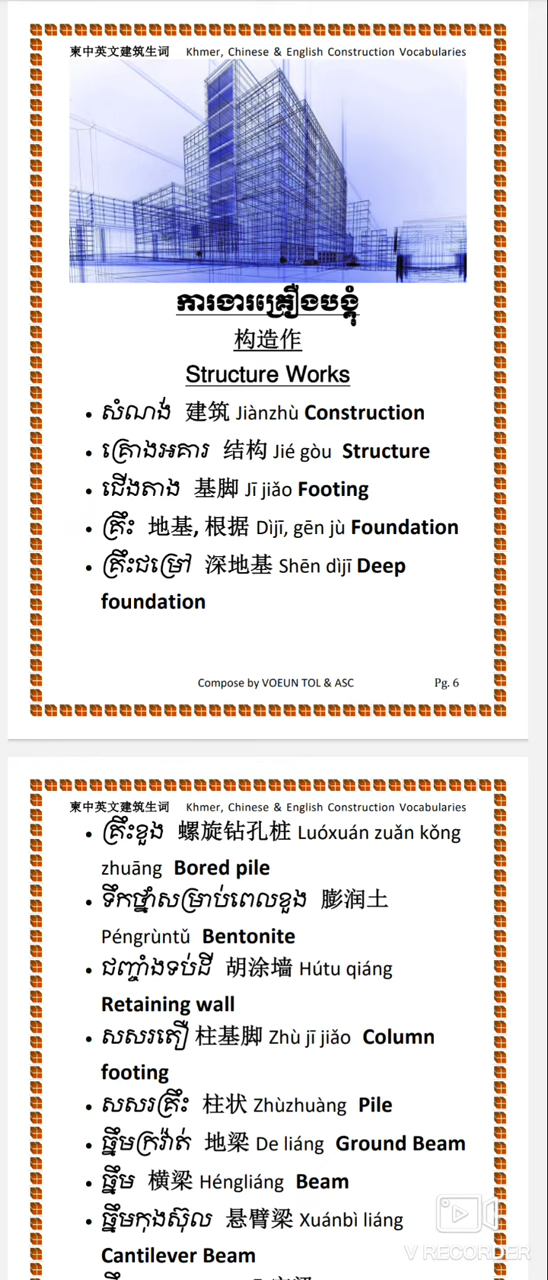 柬中英文建筑生词 Khmer, Chinese & English Construction Vocabularies
ការងារគ្រឿងបង្គុំ
构造作
Structure Works
• សំណង់ 建筑 Jiànzhù Construction
• គ្រោងអគារ 结构 Jié gòu Structure
• ជើងតាង 基脚 Jī jiǎo Footing
• គ្រឹះ 地基, 根据 Dìjī, gēn jù Foundation
• គ្រឹះជម្រៅ 深地基 Shēn dìjī Deep
foundation
Compose by VOEUN TOL & ASC Pg. 6
柬中英文建筑生词 Khmer, Chinese & English Construction Vocabularies
• គ្រឹះខួង 螺旋钻孔桩 Luóxuán zuǎn kǒng
zhuāng Bored pile
• ទឹកថ្នាំសម្រាប់ពេលខួង 膨润土
Péngrùntǔ Bentonite
• ជញ្ចាំងទប់ដី 胡涂墙 Hútu qiáng
Retaining wall
• សសរតឿ 柱基脚 Zhù jī jiǎo Column
footing
• សសរគ្រឹះ 柱状 Zhùzhuàng Pile
• ធ្នឹមក្រវ៉ាត់ 地梁 De liáng Ground Beam
• ធ្នឹម 横梁 Héngliáng Beam
• ធ្នឹមកុងស៊ុល 悬臂梁 Xuánbì liáng
Cantilever Beam
V RECORDER